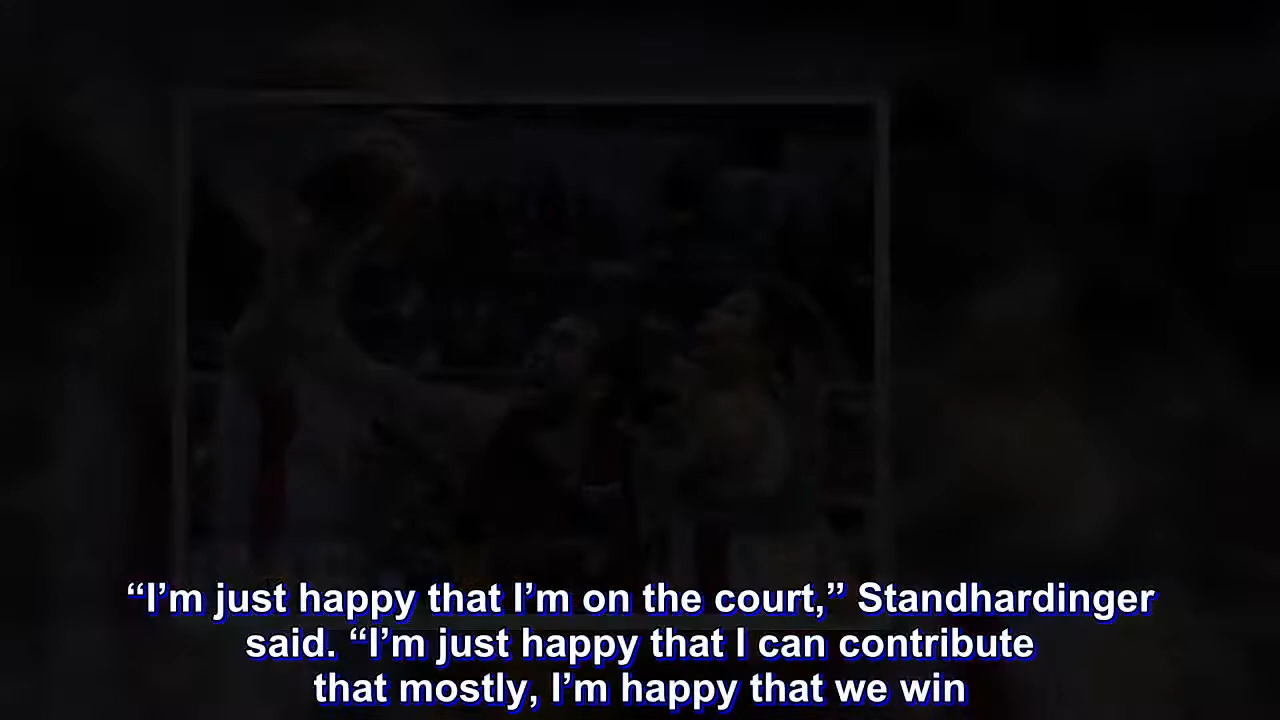 “I’m just happy that I’m on the court,” Standhardinger
said. “I’m just happy that I can contribute
that mostly, I’m happy that we win